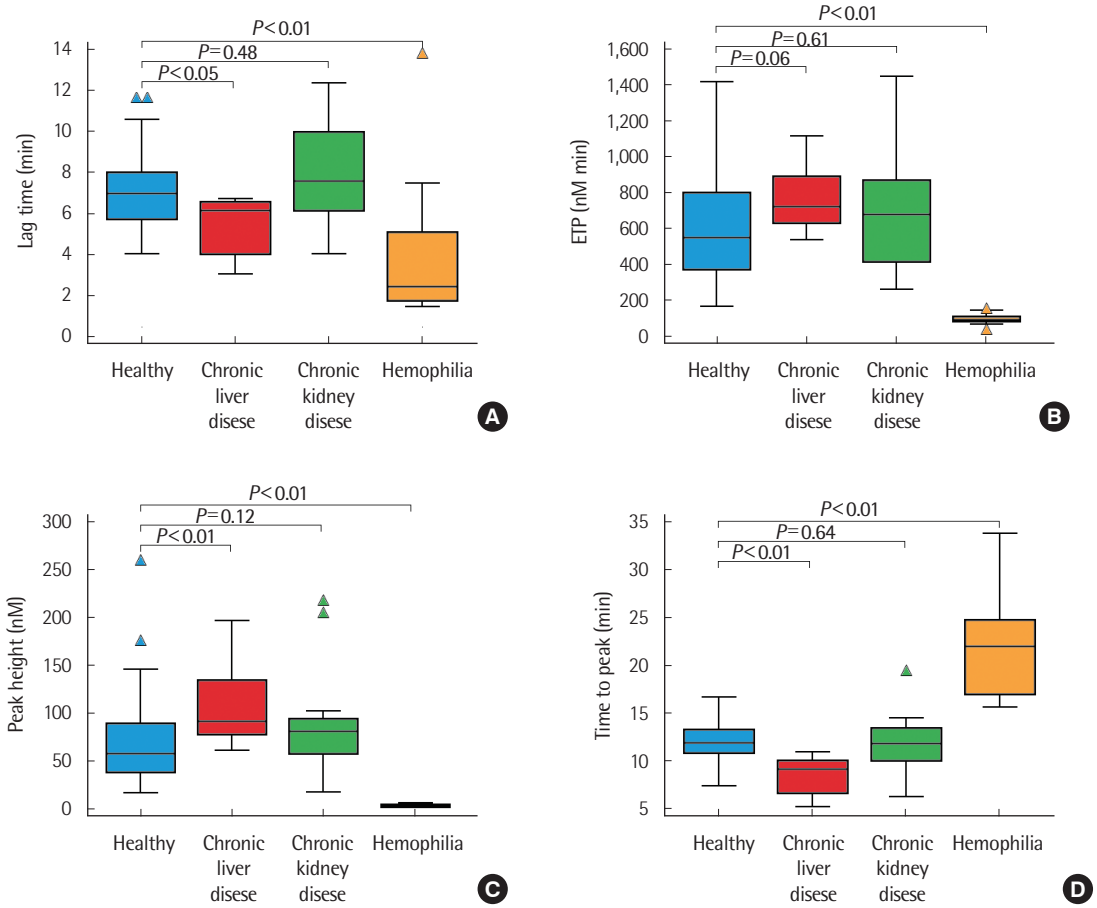 P<0.01
P=0.48
P<0.05
14
12
10
8
6
4
2
0
Lag time (min)
Healthy
Chronic
liver
disese
Chronic
kidney
disese
Hemophilia
A
P<0.01
P=0.61
P=0.06
1,600
1,400
1,200
1,000
800
600
400
200
0
ETP (nM min)
Healthy
Chronic
liver
disese
Chronic
kidney
disese
Hemophilia
B
P<0.01
P=0.12
P<0.01
300
250
200
150
100
50
0
Peak height (nM)
Healthy
Chronic
liver
disese
Chronic
kidney
disese
Hemophilia
C
P<0.01
P=0.64
P<0.01
35
30
25
20
15
10
5
Time to peak (min)
Healthy
Chronic
liver
disese
Chronic
kidney
disese
Hemophilia
D